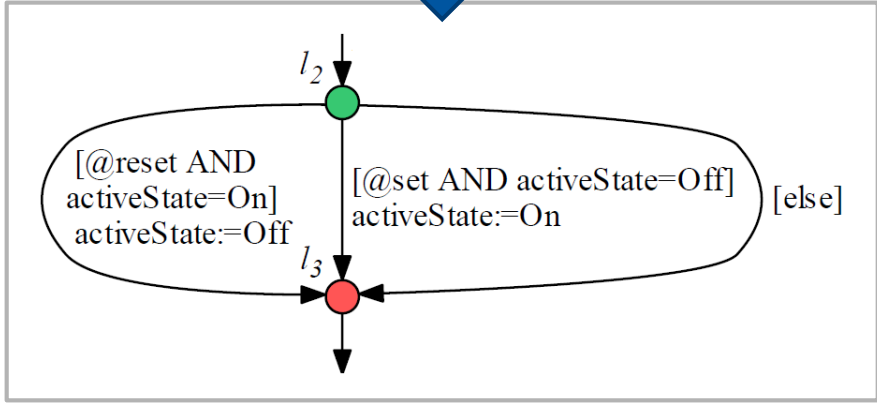 l2
[@reset AND
activeState=On]
activeState:=Off
[@set AND activeState=Off]
activeState:=On
[else]
l3